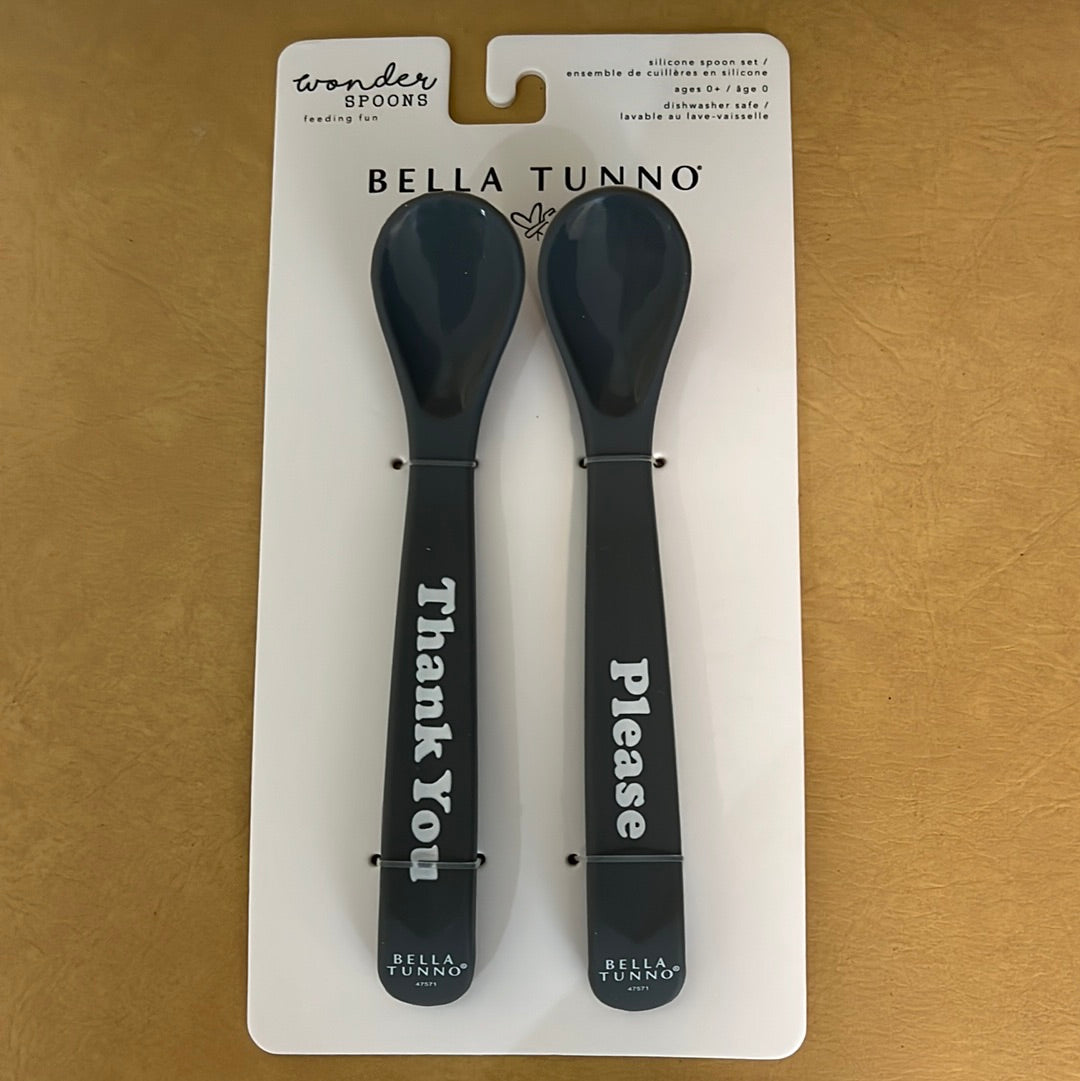 wonder
SPOONS
feeding fun
silicone spoon set /
ensemble de cuillères en silicone
ages 0+ / âge 0
dishwasher safe /
lavable au lave-vaisselle
BELLA TUNNO®
Thank You
Please
BELLA
TUNNO®
47571
BELLA
TUNNO®
47571